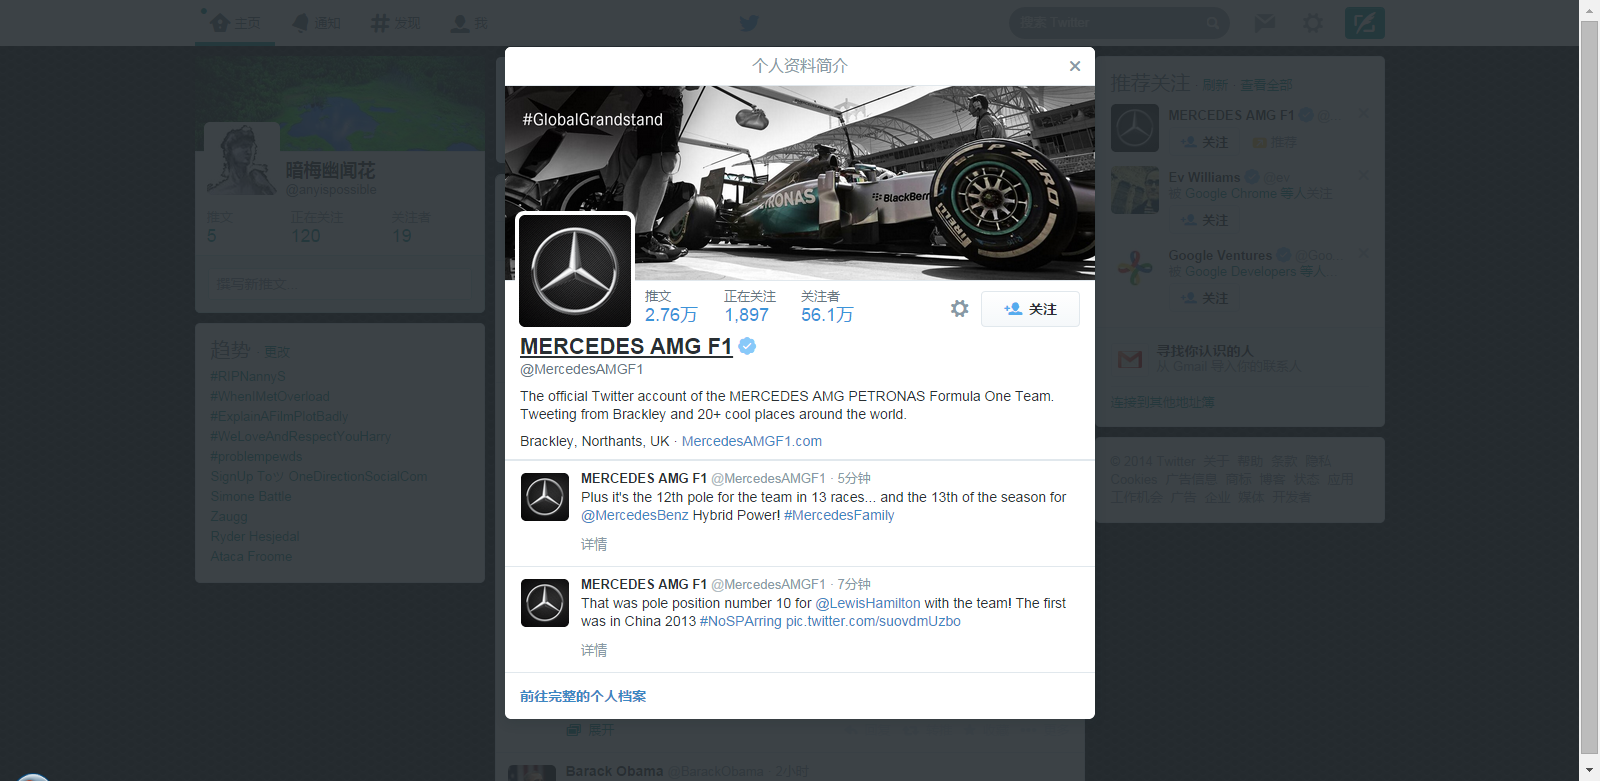 主页
通知
发现
我
搜索 Twitter
暗梅幽闻花
@anyispossible
推文
正在关注
关注者
5
120
19
撰写新推文...
趋势 · 更改
#RIPNannyS
#WhenIMetOverload
#ExplainAFilmPlotBadly
#WeLoveAndRespectYouHarry
#problempewds
SignUp Toツ OneDirectionSocialCom
Simone Battle
Zaugg
Ryder Hesjedal
Ataca Froome
个人资料简介
×
#GlobalGrandstand
PETRONAS
BlackBerry
P ZERO
PIRELLI
推文
正在关注
关注者
2.76万
1,897
56.1万
关注
MERCEDES AMG F1
@MercedesAMGF1
The official Twitter account of the MERCEDES AMG PETRONAS Formula One Team.
Tweeting from Brackley and 20+ cool places around the world.
Brackley, Northants, UK · MercedesAMGF1.com
MERCEDES AMG F1 @MercedesAMGF1 · 5分钟
Plus it's the 12th pole for the team in 13 races... and the 13th of the season for
@MercedesBenz Hybrid Power! #MercedesFamily
详情
MERCEDES AMG F1 @MercedesAMGF1 · 7分钟
That was pole position number 10 for @LewisHamilton with the team! The first
was in China 2013 #NoSPArring pic.twitter.com/suovdmUzbo
详情
前往完整的个人档案
展开
Barack Obama @BarackObama · 2小时
推荐关注 · 刷新 · 查看全部
MERCEDES AMG F1 @...
关注
推荐
Ev Williams @ev
被 Google Chrome 等人关注
关注
Google Ventures @Goo...
被 Google Developers 等人
关注
寻找你认识的人
从 Gmail 导入你的联系人
连接到其他地址簿
© 2014 Twitter 关于 帮助 条款 隐私
Cookies 广告信息 商标 博客 状态 应用
工作机会 广告 企业 媒体 开发者